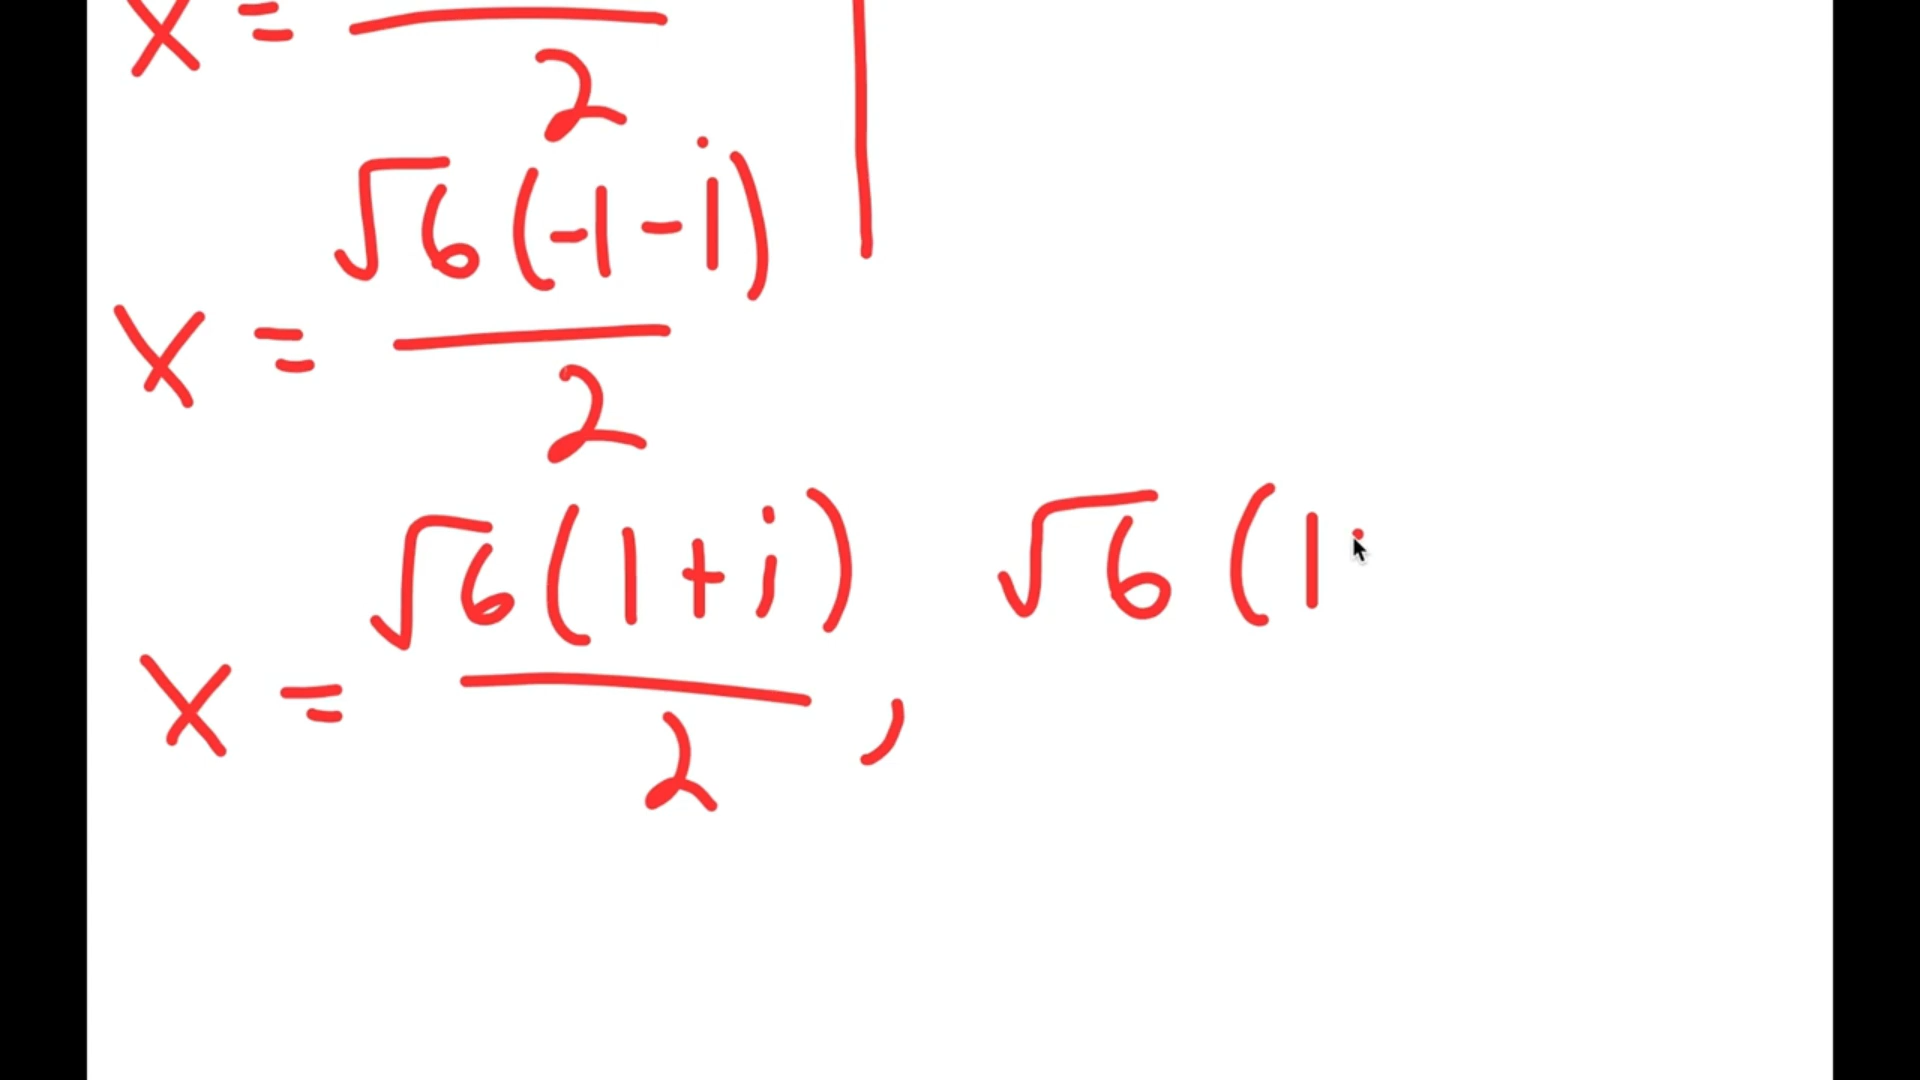 x =
2
√6 (-1 - i)
x =
2
√6 (1 + i) √6 (1
x = ,
2